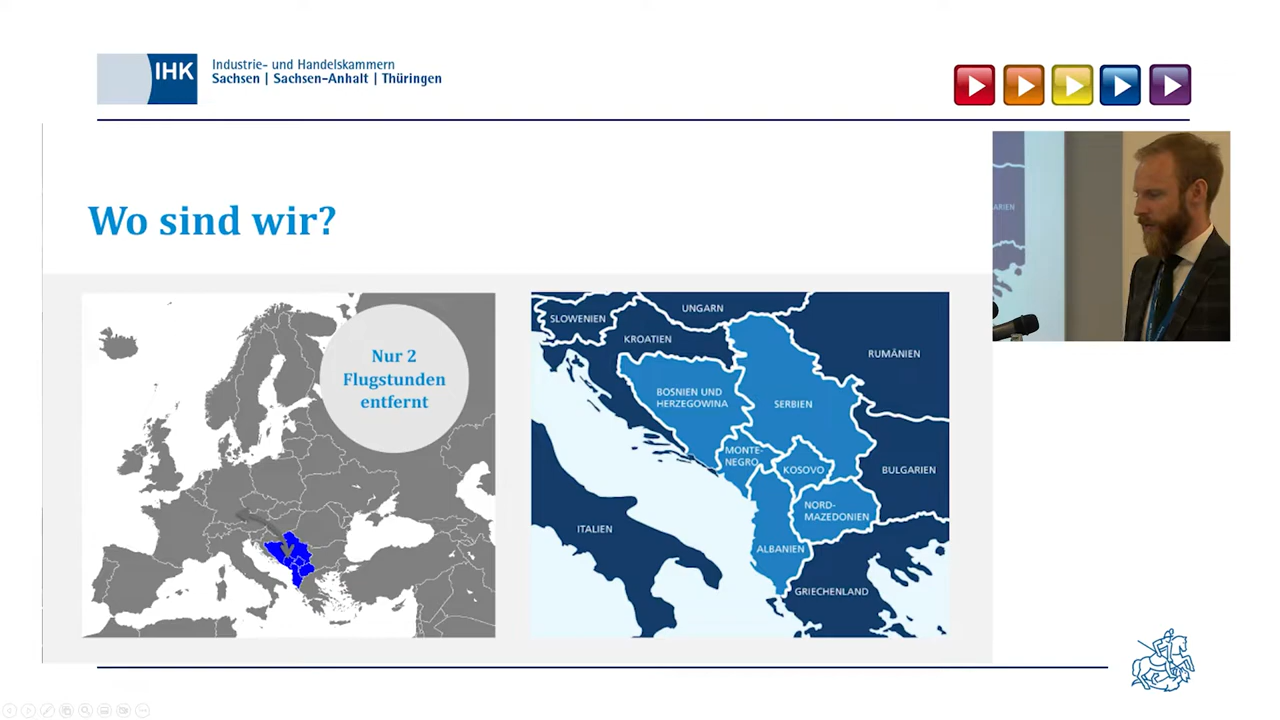 IHK
Industrie- und Handelskammern
Sachsen | Sachsen-Anhalt | Thüringen
Wo sind wir?
Nur 2
Flugstunden
entfernt
SLOWENIEN
UNGARN
KROATIEN
RUMÄNIEN
BOSNIEN UND
HERZEGOWINA
SERBIEN
MONTE-
NEGRO
KOSOVO
BULGARIEN
NORD-
MAZEDONIEN
ITALIEN
ALBANIEN
GRIECHENLAND
ARIEN